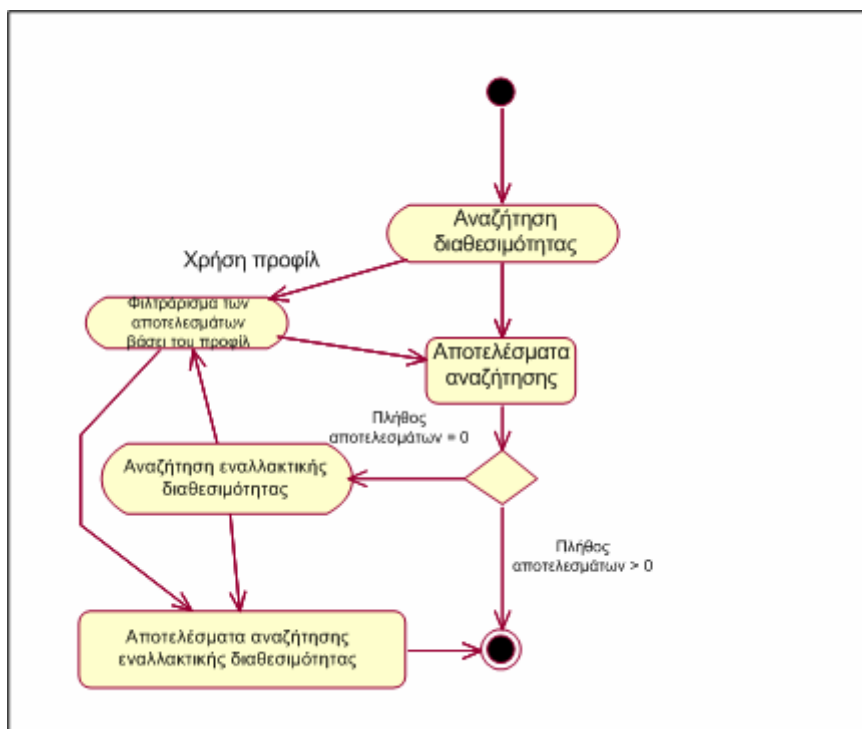 Αναζήτηση
διαθεσιμότητας
Χρήση προφίλ
Φιλτράρισμα των
αποτελεσμάτων
βάσει του προφίλ
Αποτελέσματα
αναζήτησης
Πλήθος
αποτελεσμάτων = 0
Αναζήτηση εναλλακτικής
διαθεσιμότητας
Πλήθος
αποτελεσμάτων > 0
Αποτελέσματα αναζήτησης
εναλλακτικής διαθεσιμότητας